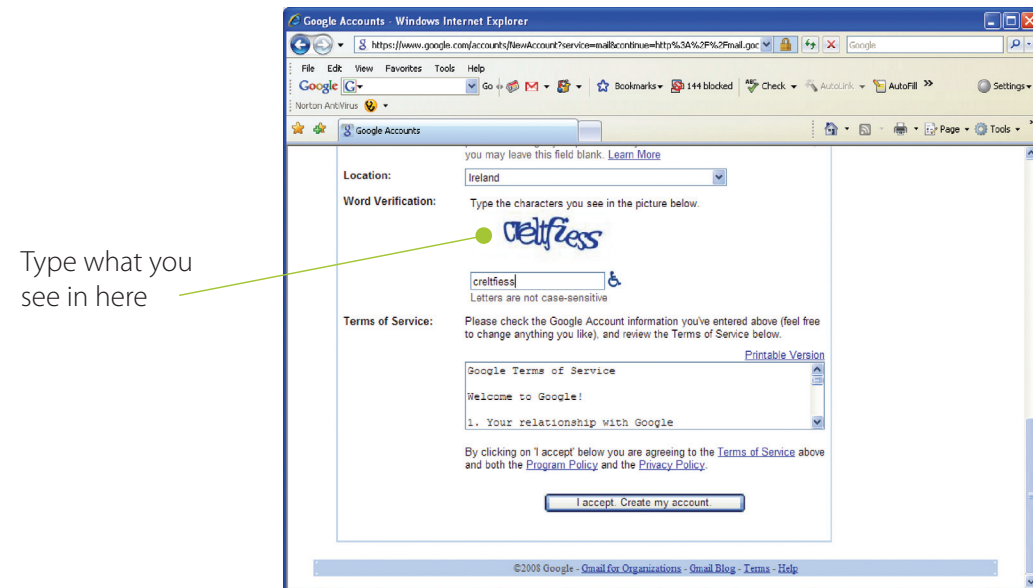 Google Accounts - Windows Internet Explorer
https://www.google.com/accounts/NewAccount?service=mail&continue=http%3A%2F%2Fmail.goo
Google
File Edit View Favorites Tools Help
Google G Go Bookmarks 144 blocked Check AutoLink AutoFill Settings
Norton AntiVirus
Google Accounts Page Tools
you may leave this field blank. Learn More
Location: Ireland
Word Verification: Type the characters you see in the picture below.
creltfiess
Type what you
see in here
creltfiess
Letters are not case-sensitive
Terms of Service: Please check the Google Account information you've entered above (feel free
to change anything you like), and review the Terms of Service below.
Printable Version
Google Terms of Service
Welcome to Google!
1. Your relationship with Google
By clicking on 'I accept' below you are agreeing to the Terms of Service above
and both the Program Policy and the Privacy Policy.
I accept. Create my account.
©2008 Google - Gmail for Organizations - Gmail Blog - Terms - Help